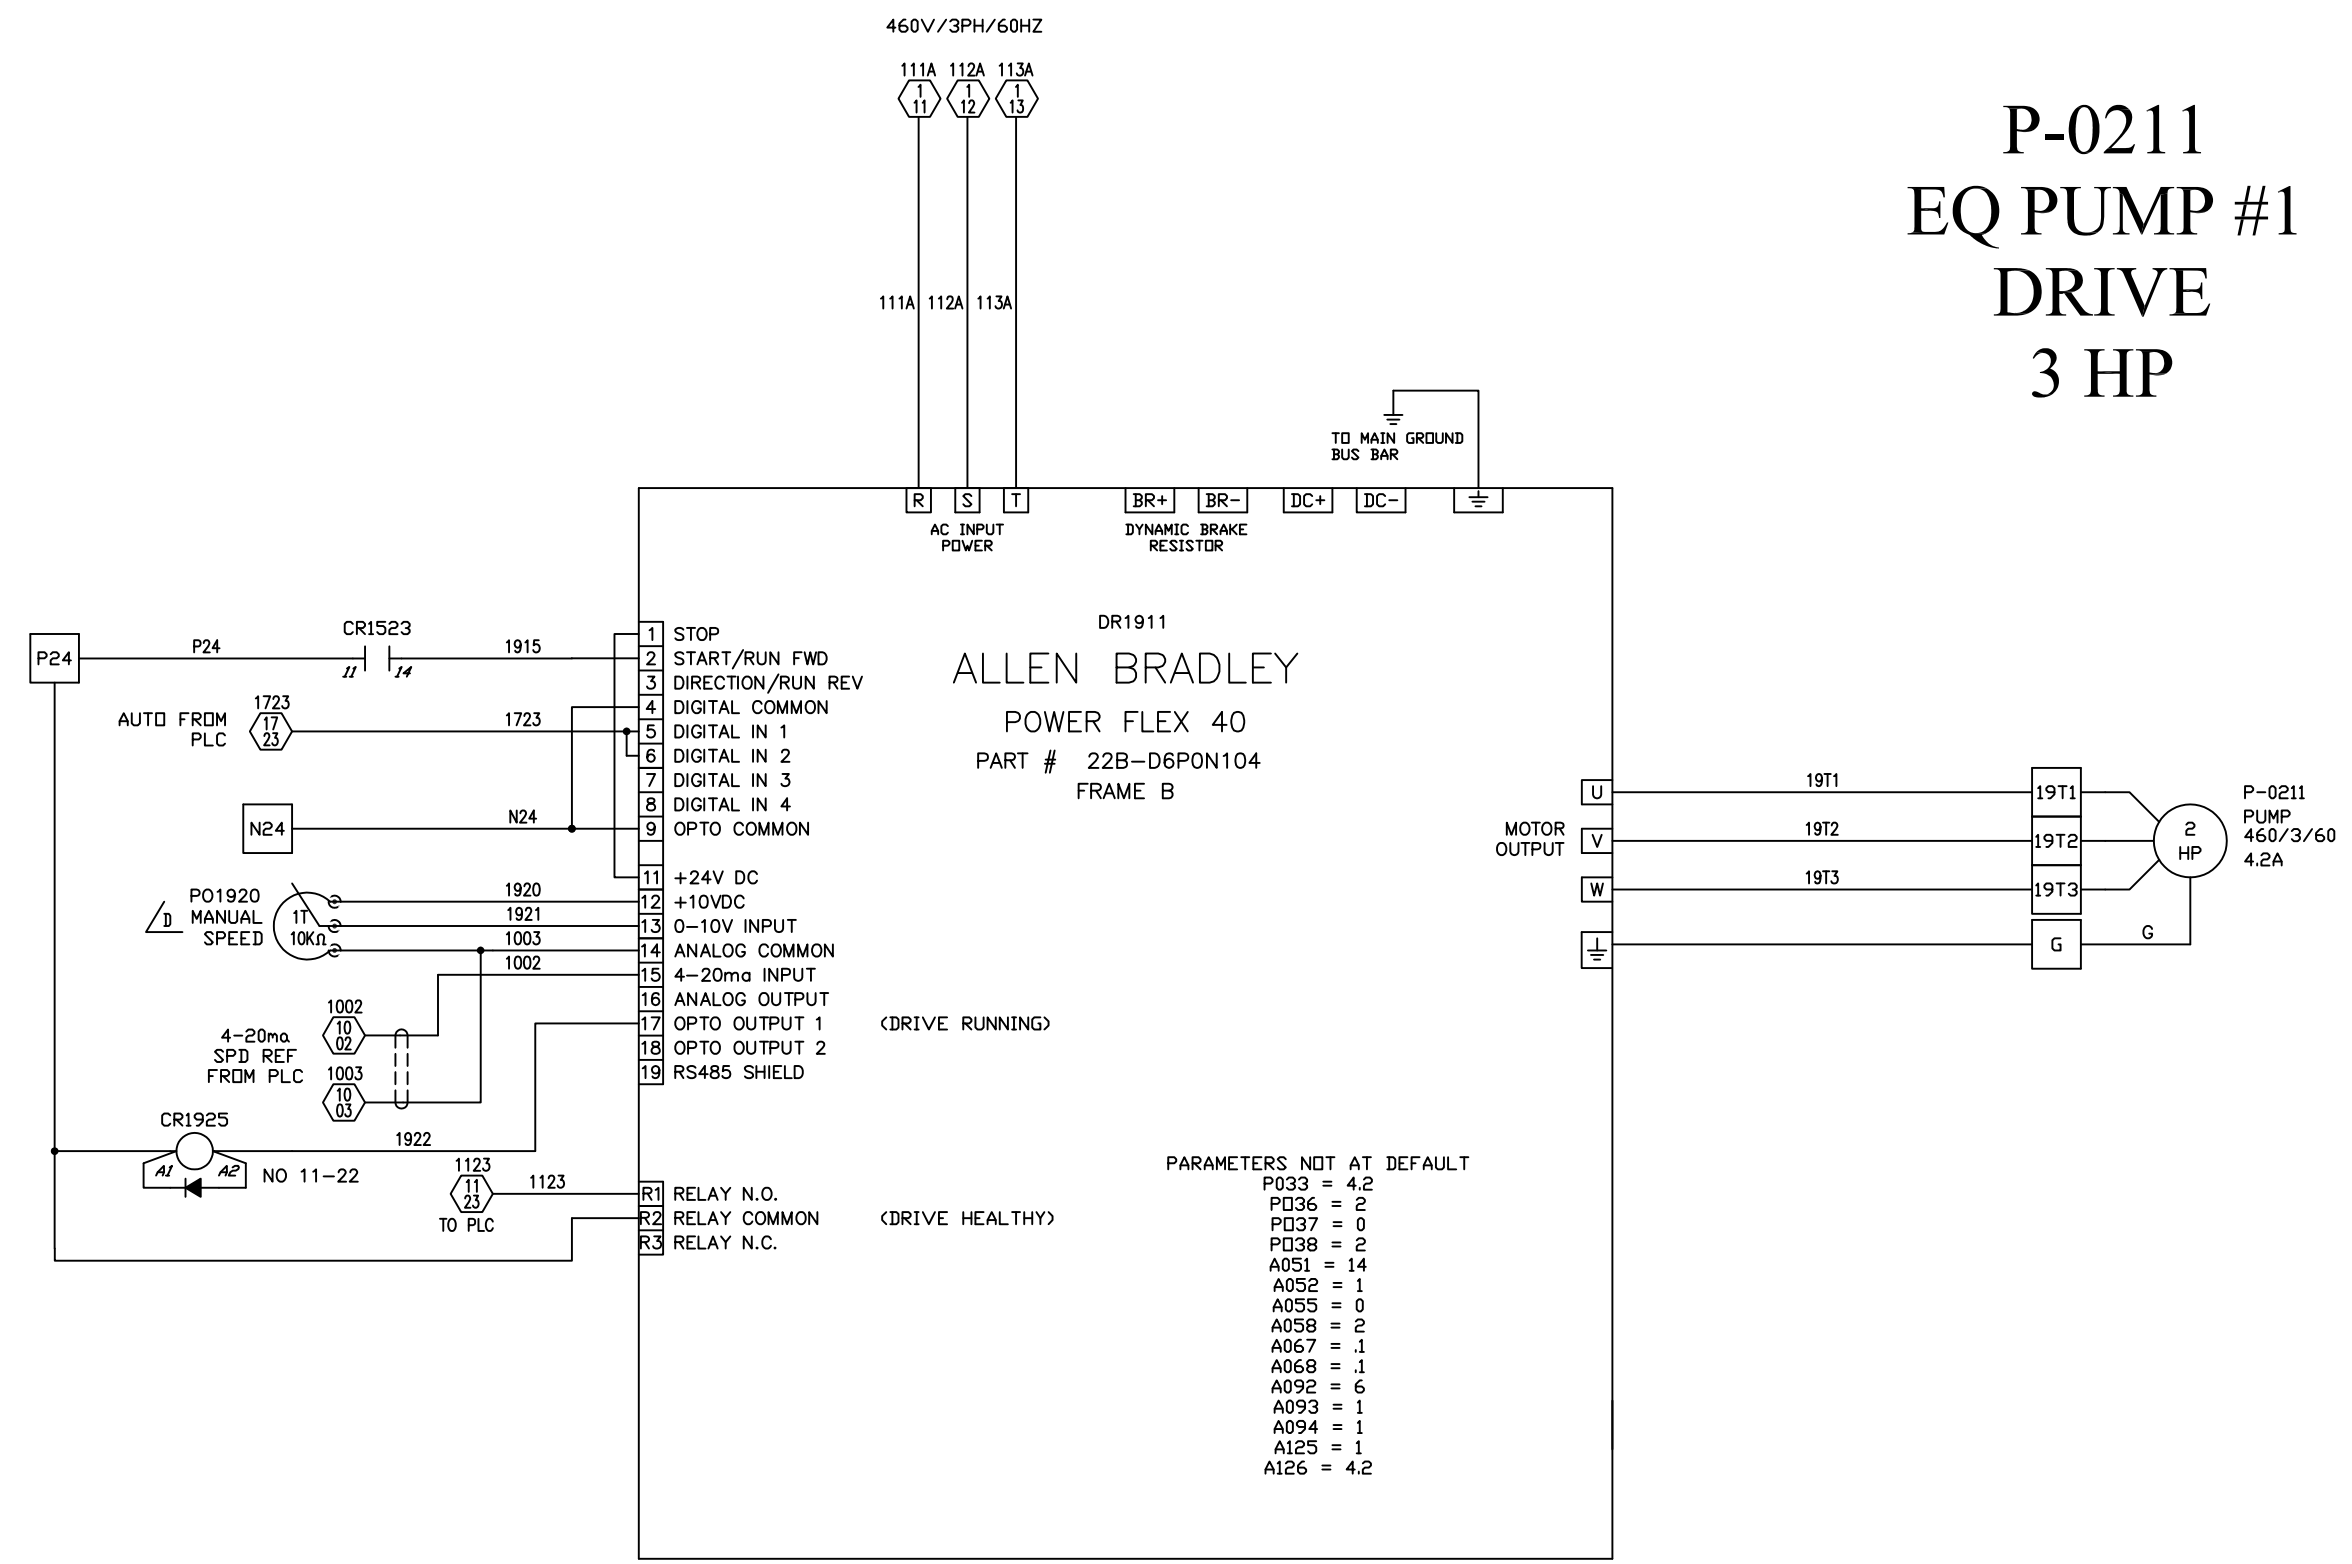 460V/3PH/60HZ
111A 112A 113A
1 1 1
11 12 13
P-0211
EQ PUMP #1
DRIVE
3 HP
111A 112A 113A
TO MAIN GROUND
BUS BAR
R S T BR+ BR- DC+ DC-
AC INPUT
POWER
DYNAMIC BRAKE
RESISTOR
DR1911
ALLEN BRADLEY
POWER FLEX 40
PART # 22B-D6P0N104
FRAME B
P24
P24
CR1523
11 14
1915
1723
17
23
AUTO FROM
PLC
1723
N24
N24
PO1920
MANUAL
SPEED
D
1T
10KΩ
1920
1921
1003
1002
1002
10
02
4-20ma
SPD REF
FROM PLC
1003
10
03
CR1925
A1 A2
NO 11-22
1922
1123
11
23
TO PLC
1123
1 STOP
2 START/RUN FWD
3 DIRECTION/RUN REV
4 DIGITAL COMMON
5 DIGITAL IN 1
6 DIGITAL IN 2
7 DIGITAL IN 3
8 DIGITAL IN 4
9 OPTO COMMON
11 +24V DC
12 +10VDC
13 0-10V INPUT
14 ANALOG COMMON
15 4-20ma INPUT
16 ANALOG OUTPUT
17 OPTO OUTPUT 1 (DRIVE RUNNING)
18 OPTO OUTPUT 2
19 RS485 SHIELD
R1 RELAY N.O.
R2 RELAY COMMON (DRIVE HEALTHY)
R3 RELAY N.C.
MOTOR
OUTPUT
U
V
W
19T1
19T2
19T3
19T1
19T2
19T3
G
G
2
HP
P-0211
PUMP
460/3/60
4.2A
PARAMETERS NOT AT DEFAULT
P033 = 4.2
PO36 = 2
PO37 = 0
PO38 = 2
A051 = 14
A052 = 1
A055 = 0
A058 = 2
A067 = .1
A068 = .1
A092 = 6
A093 = 1
A094 = 1
A125 = 1
A126 = 4.2